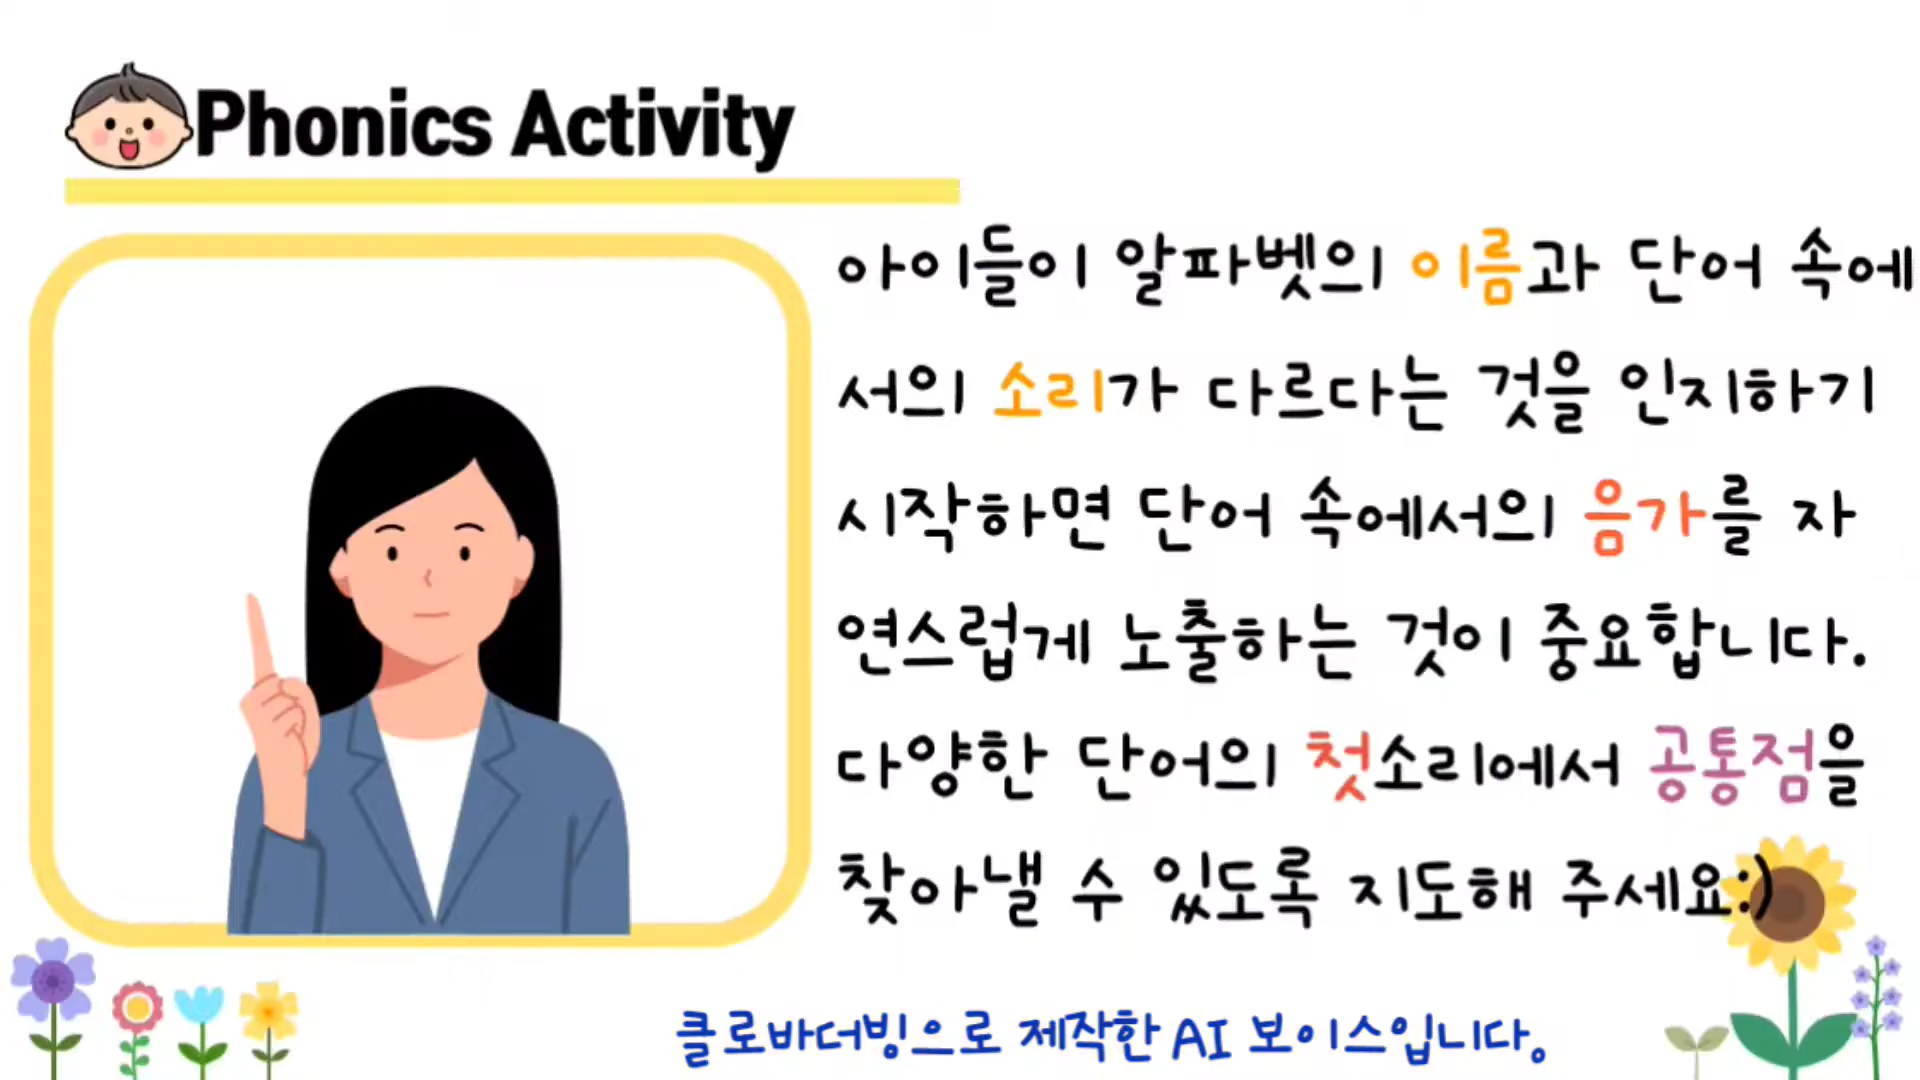 Phonics Activity
아이들이 알파벳의 이름과 단어 속에
서의 소리가 다르다는 것을 인지하기
시작하면 단어 속에서의 음가를 자
연스럽게 노출하는 것이 중요합니다.
다양한 단어의 첫소리에서 공통점을
찾아낼 수 있도록 지도해 주세요:)
클로바더빙으로 제작한 AI 보이스입니다.